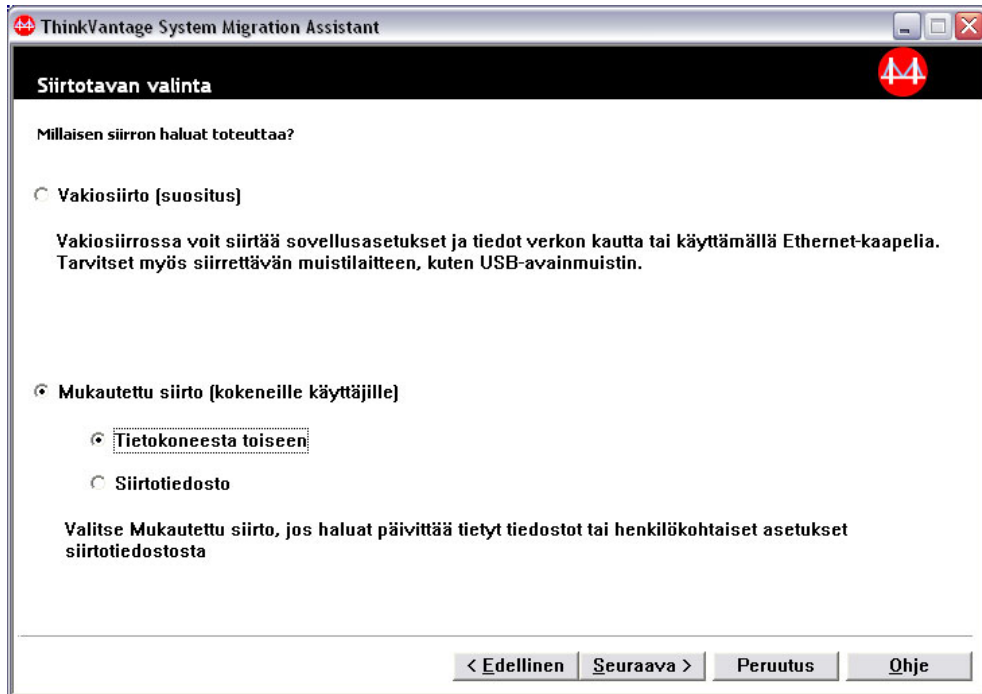 ThinkVantage System Migration Assistant
Siirtotavan valinta
Millaisen siirron haluat toteuttaa?
Vakiosiirto (suositus)
Vakiosiirrossa voit siirtää sovellusasetukset ja tiedot verkon kautta tai käyttämällä Ethernet-kaapelia.
Tarvitset myös siirrettävän muistilaitteen, kuten USB-avainmuistin.
Mukautettu siirto (kokeneille käyttäjille)
Tietokoneesta toiseen
Siirtotiedosto
Valitse Mukautettu siirto, jos haluat päivittää tietyt tiedostot tai henkilökohtaiset asetukset
siirtotiedostosta
< Edellinen Seuraava > Peruutus Ohje